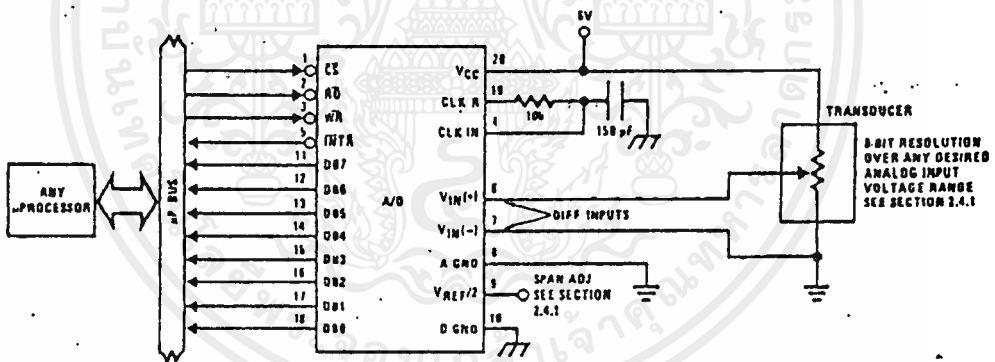 5V
1
CS
2
RD
3
WR
5
INTR
11
DB7
12
DB6
13
DB5
14
DB4
15
DB3
16
DB2
17
DB1
18
DB0
ANY
μPROCESSOR
μP BUS
A/D
VCC
20
CLK R
19
10k
CLK IN
4
150 pF
VIN(+)
6
DIFF INPUTS
7
VIN(−)
A GND
8
VREF/2
9
SPAN ADJ
SEE SECTION
2.4.1
D GND
10
TRANSDUCER
8-BIT RESOLUTION
OVER ANY DESIRED
ANALOG INPUT
VOLTAGE RANGE
SEE SECTION 2.4.1